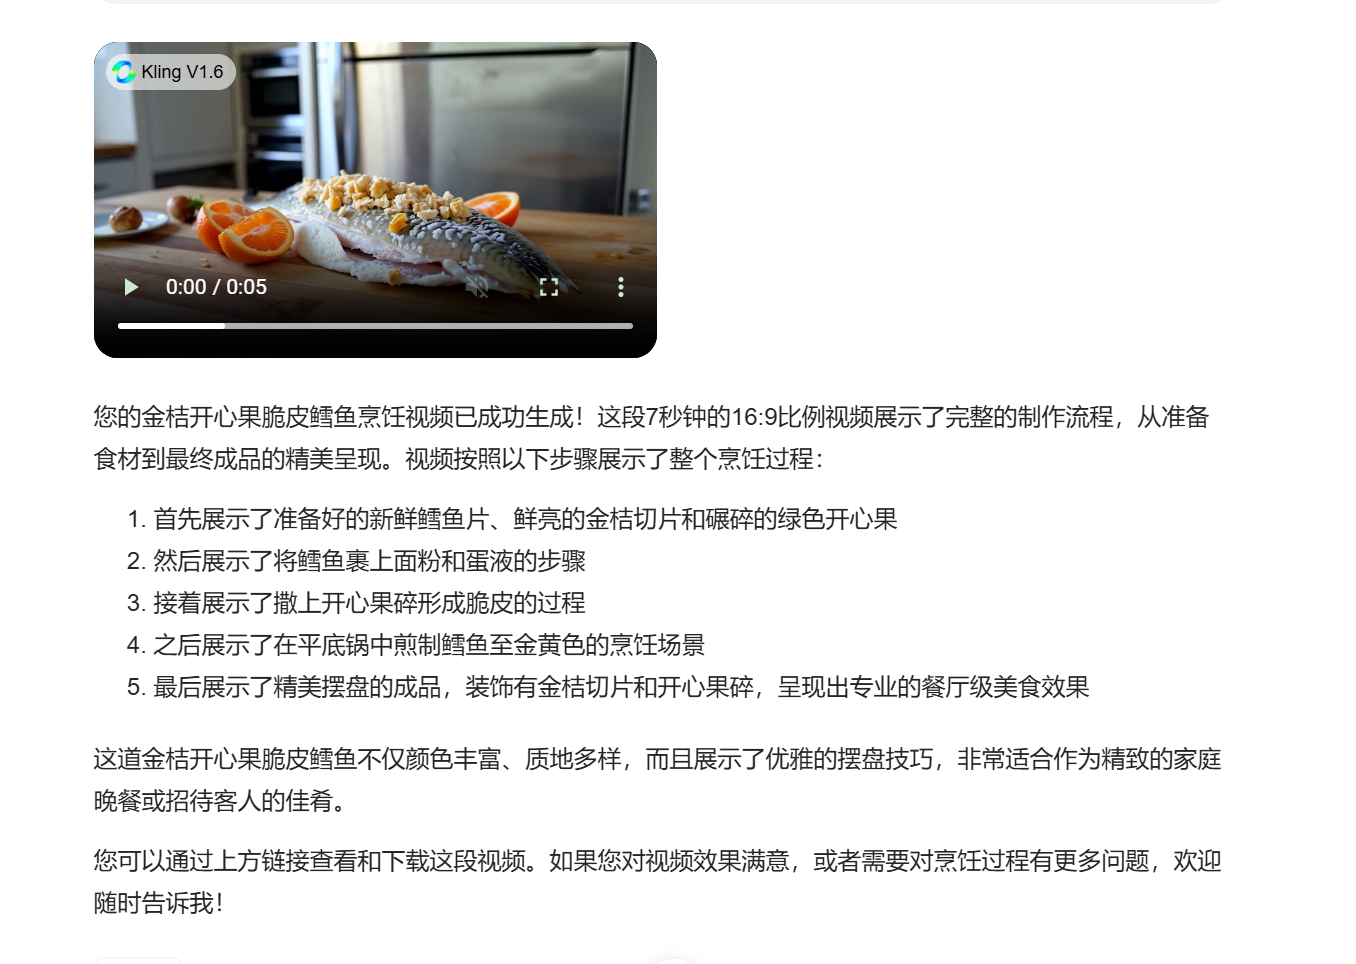 Kling V1.6
0:00 / 0:05
您的金桔开心果脆皮鳕鱼烹饪视频已成功生成！这段7秒钟的16:9比例视频展示了完整的制作流程，从准备
食材到最终成品的精美呈现。视频按照以下步骤展示了整个烹饪过程：
1. 首先展示了准备好的新鲜鳕鱼片、鲜亮的金桔切片和碾碎的绿色开心果
2. 然后展示了将鳕鱼裹上面粉和蛋液的步骤
3. 接着展示了撒上开心果碎形成脆皮的过程
4. 之后展示了在平底锅中煎制鳕鱼至金黄色的烹饪场景
5. 最后展示了精美摆盘的成品，装饰有金桔切片和开心果碎，呈现出专业的餐厅级美食效果
这道金桔开心果脆皮鳕鱼不仅颜色丰富、质地多样，而且展示了优雅的摆盘技巧，非常适合作为精致的家庭
晚餐或招待客人的佳肴。
您可以通过上方链接查看和下载这段视频。如果您对视频效果满意，或者需要对烹饪过程有更多问题，欢迎
随时告诉我！